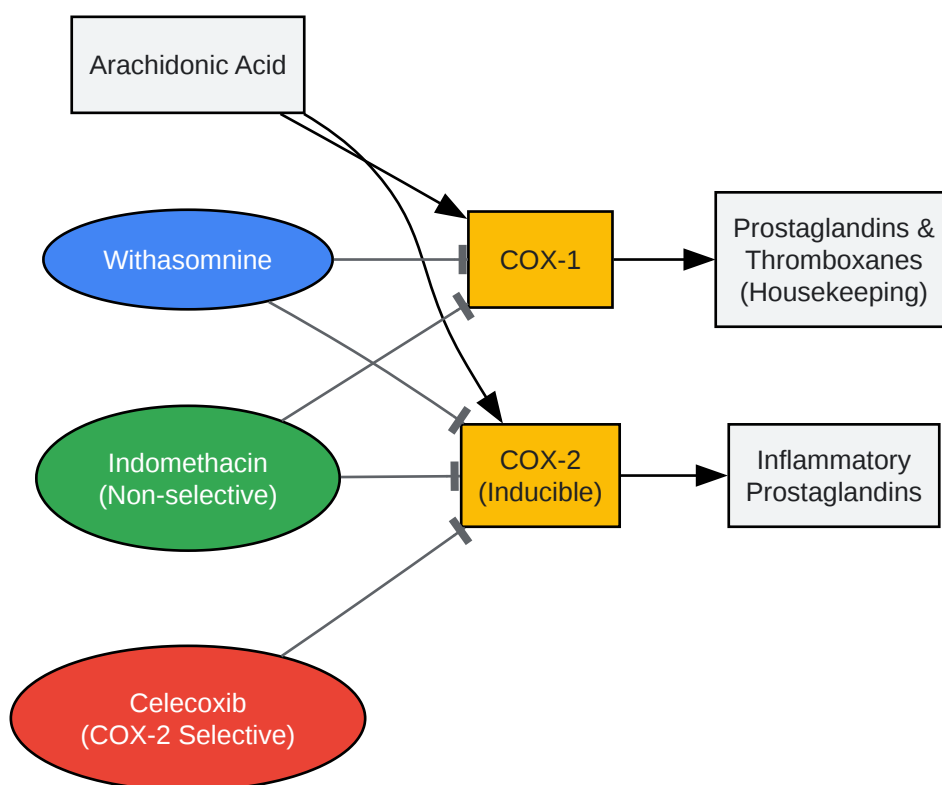 Arachidonic Acid
Withasomnine
COX-1
Prostaglandins &
Thromboxanes
(Housekeeping)
Indomethacin
(Non-selective)
COX-2
(Inducible)
Inflammatory
Prostaglandins
Celecoxib
(COX-2 Selective)